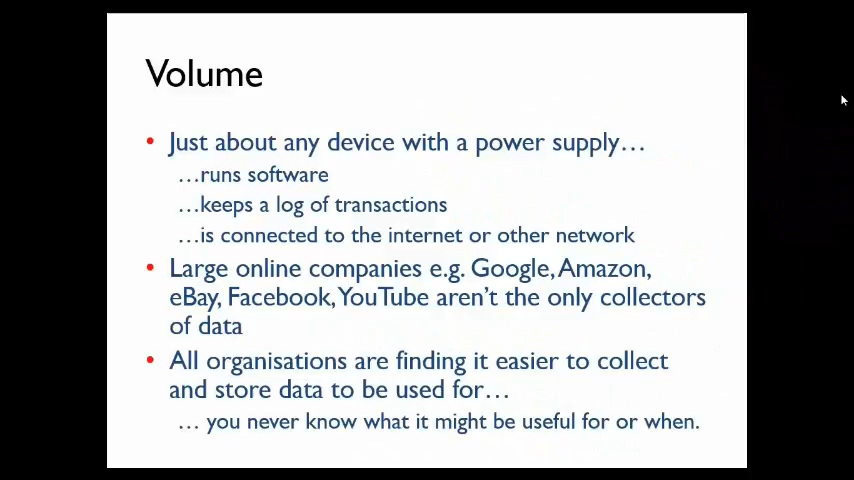 Volume
Just about any device with a power supply…
…runs software
…keeps a log of transactions
…is connected to the internet or other network
Large online companies e.g. Google, Amazon,
eBay, Facebook, YouTube aren't the only collectors
of data
All organisations are finding it easier to collect
and store data to be used for…
… you never know what it might be useful for or when.